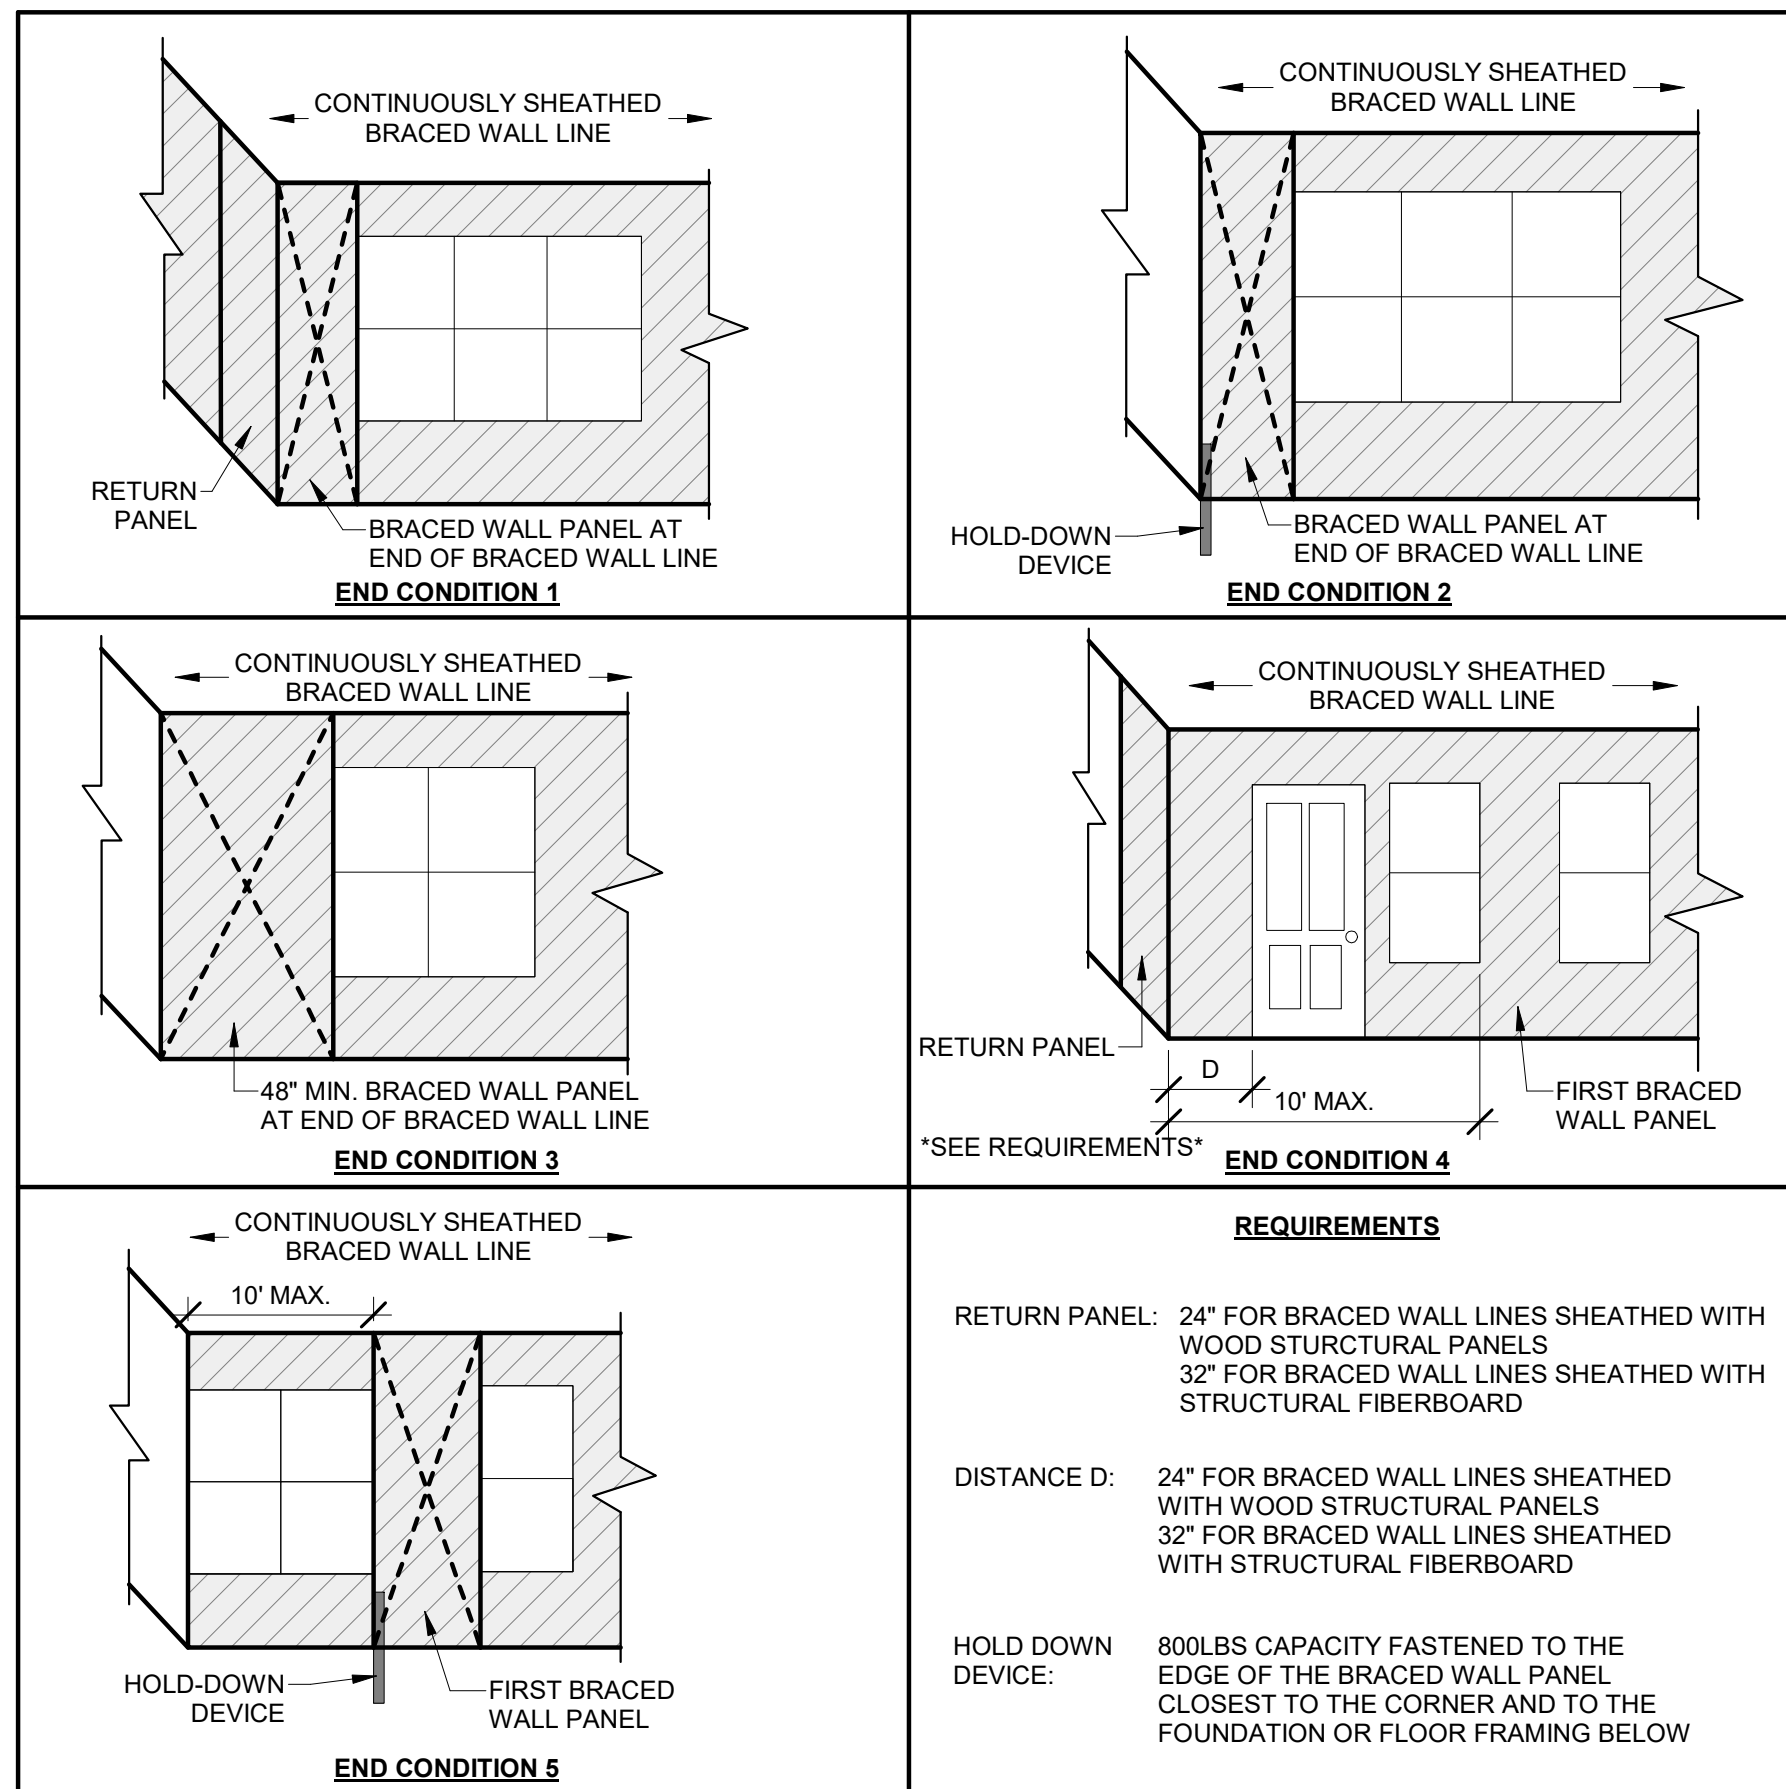 CONTINUOUSLY SHEATHED
BRACED WALL LINE
RETURN
PANEL
BRACED WALL PANEL AT
END OF BRACED WALL LINE
END CONDITION 1
CONTINUOUSLY SHEATHED
BRACED WALL LINE
HOLD-DOWN
DEVICE
BRACED WALL PANEL AT
END OF BRACED WALL LINE
END CONDITION 2
CONTINUOUSLY SHEATHED
BRACED WALL LINE
48" MIN. BRACED WALL PANEL
AT END OF BRACED WALL LINE
END CONDITION 3
CONTINUOUSLY SHEATHED
BRACED WALL LINE
RETURN PANEL
D
10' MAX.
FIRST BRACED
WALL PANEL
*SEE REQUIREMENTS*
END CONDITION 4
CONTINUOUSLY SHEATHED
BRACED WALL LINE
10' MAX.
HOLD-DOWN
DEVICE
FIRST BRACED
WALL PANEL
END CONDITION 5
REQUIREMENTS
RETURN PANEL: 24" FOR BRACED WALL LINES SHEATHED WITH
WOOD STURCTURAL PANELS
32" FOR BRACED WALL LINES SHEATHED WITH
STRUCTURAL FIBERBOARD
DISTANCE D: 24" FOR BRACED WALL LINES SHEATHED
WITH WOOD STRUCTURAL PANELS
32" FOR BRACED WALL LINES SHEATHED
WITH STRUCTURAL FIBERBOARD
HOLD DOWN 800LBS CAPACITY FASTENED TO THE
DEVICE: EDGE OF THE BRACED WALL PANEL
CLOSEST TO THE CORNER AND TO THE
FOUNDATION OR FLOOR FRAMING BELOW